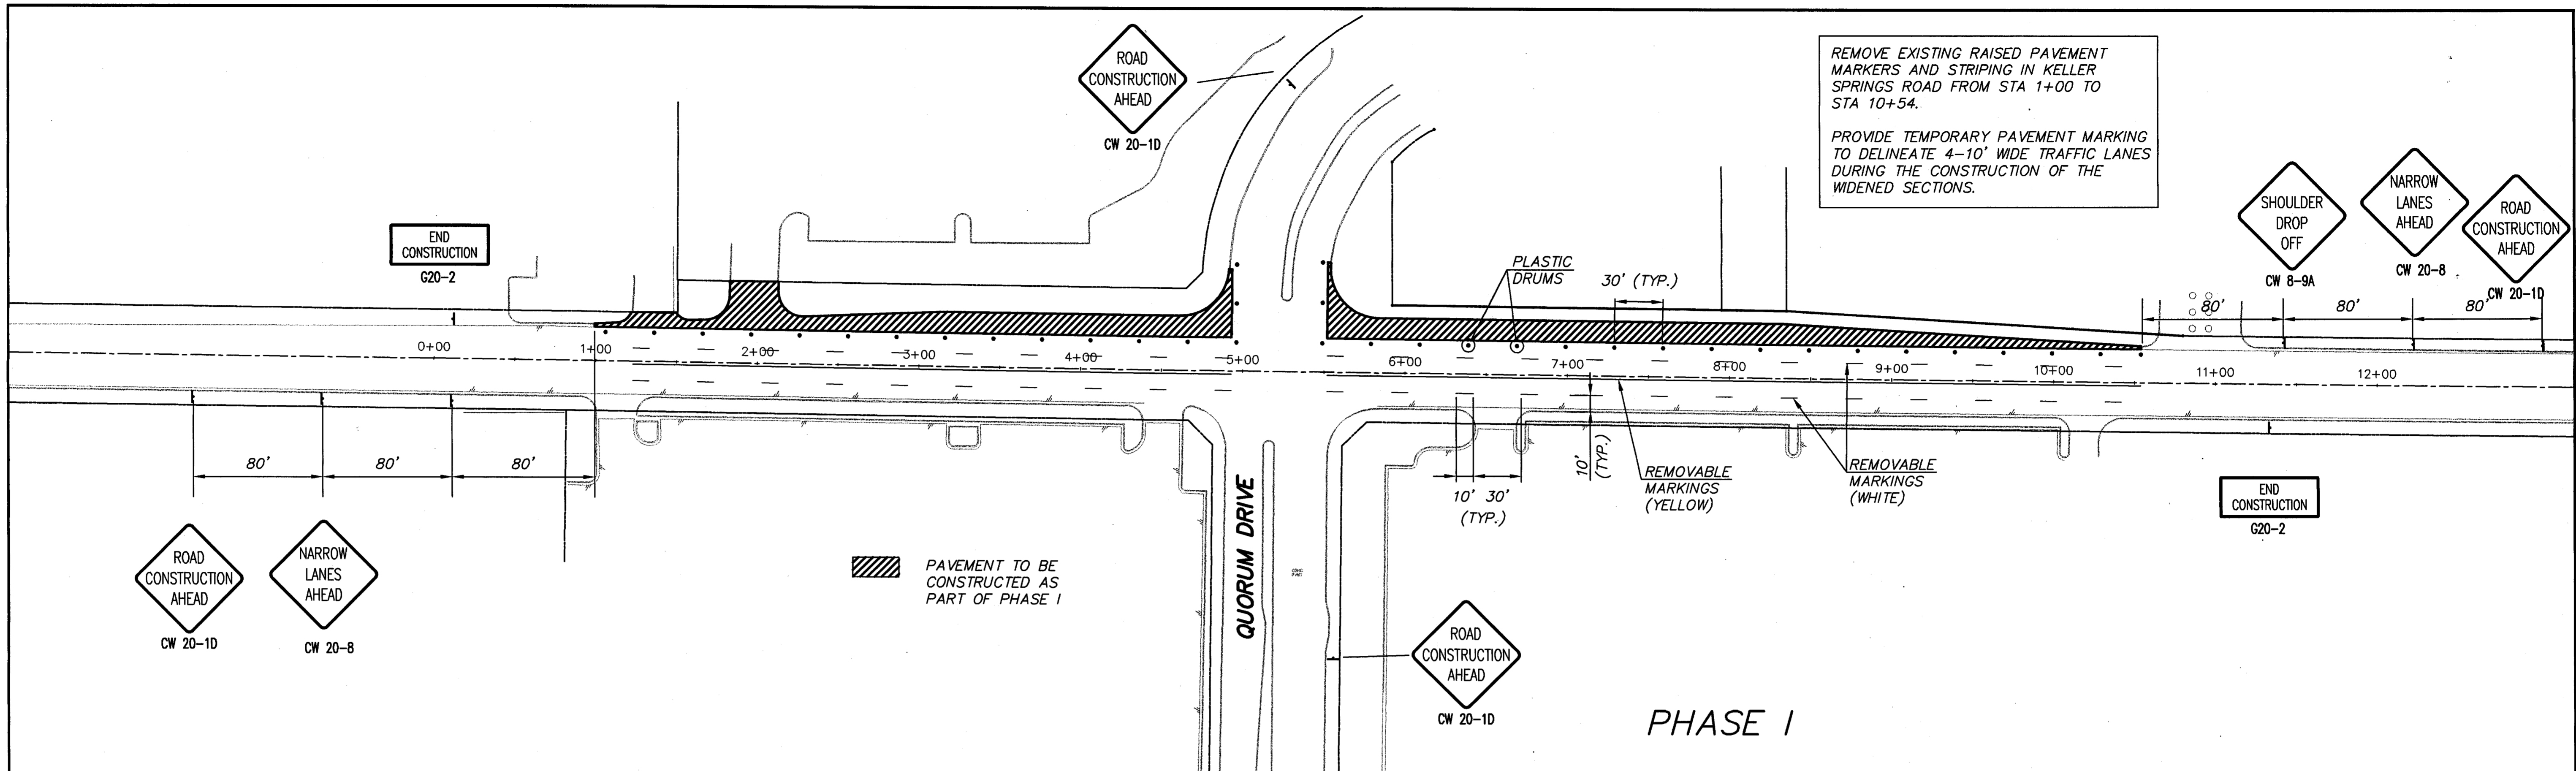 ROAD
CONSTRUCTION
AHEAD
CW 20-1D
REMOVE EXISTING RAISED PAVEMENT
MARKERS AND STRIPING IN KELLER
SPRINGS ROAD FROM STA 1+00 TO
STA 10+54.
PROVIDE TEMPORARY PAVEMENT MARKING
TO DELINEATE 4-10' WIDE TRAFFIC LANES
DURING THE CONSTRUCTION OF THE
WIDENED SECTIONS.
SHOULDER
DROP
OFF
CW 8-9A
NARROW
LANES
AHEAD
CW 20-8
ROAD
CONSTRUCTION
AHEAD
CW 20-1D
END
CONSTRUCTION
G20-2
PLASTIC
DRUMS
30' (TYP.)
80' 80' 80'
0+00 1+00 2+00 3+00 4+00 5+00 6+00 7+00 8+00 9+00 10+00 11+00 12+00
80' 80' 80'
10' 30'
(TYP.)
10'
(TYP.)
REMOVABLE
MARKINGS
(YELLOW)
REMOVABLE
MARKINGS
(WHITE)
END
CONSTRUCTION
G20-2
ROAD
CONSTRUCTION
AHEAD
CW 20-1D
NARROW
LANES
AHEAD
CW 20-8
PAVEMENT TO BE
CONSTRUCTED AS
PART OF PHASE I
QUORUM DRIVE
ROAD
CONSTRUCTION
AHEAD
CW 20-1D
PHASE I